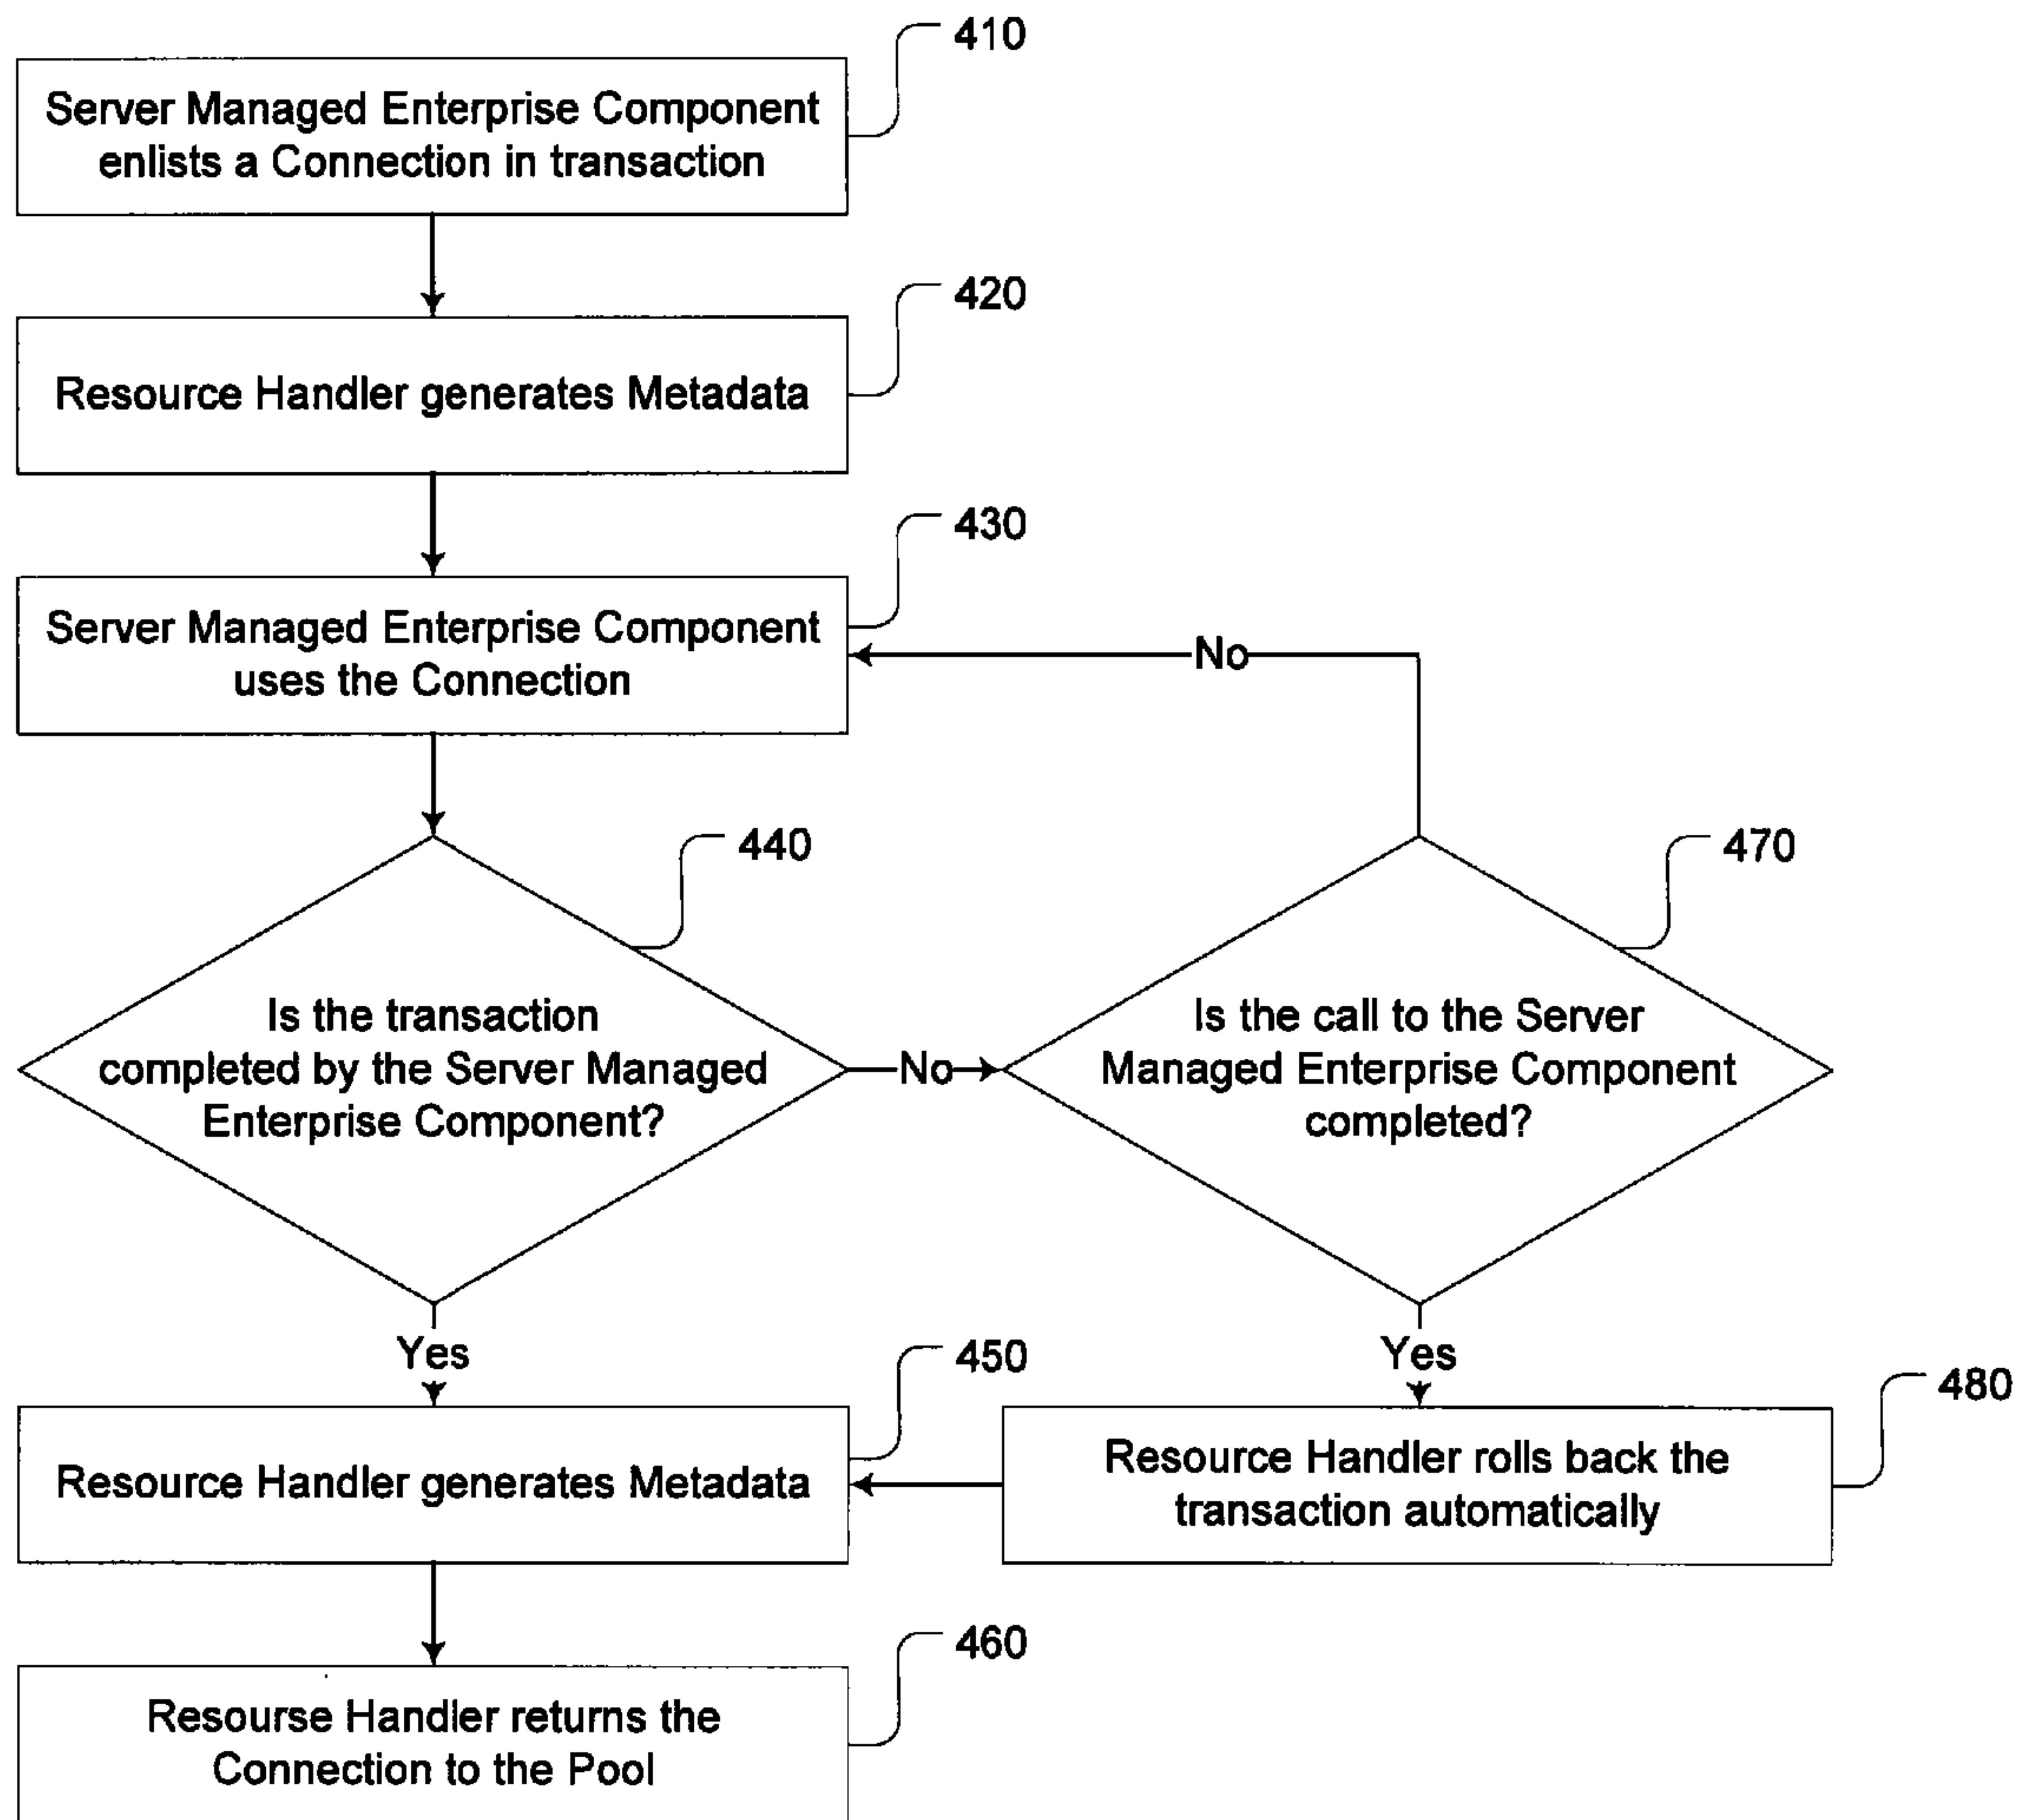 410
Server Managed Enterprise Component
enlists a Connection in transaction
420
Resource Handler generates Metadata
430
Server Managed Enterprise Component
uses the Connection
No
440
470
Is the transaction
completed by the Server Managed
Enterprise Component?
No
Is the call to the Server
Managed Enterprise Component
completed?
Yes
Yes
450
480
Resource Handler generates Metadata
Resource Handler rolls back the
transaction automatically
460
Resourse Handler returns the
Connection to the Pool